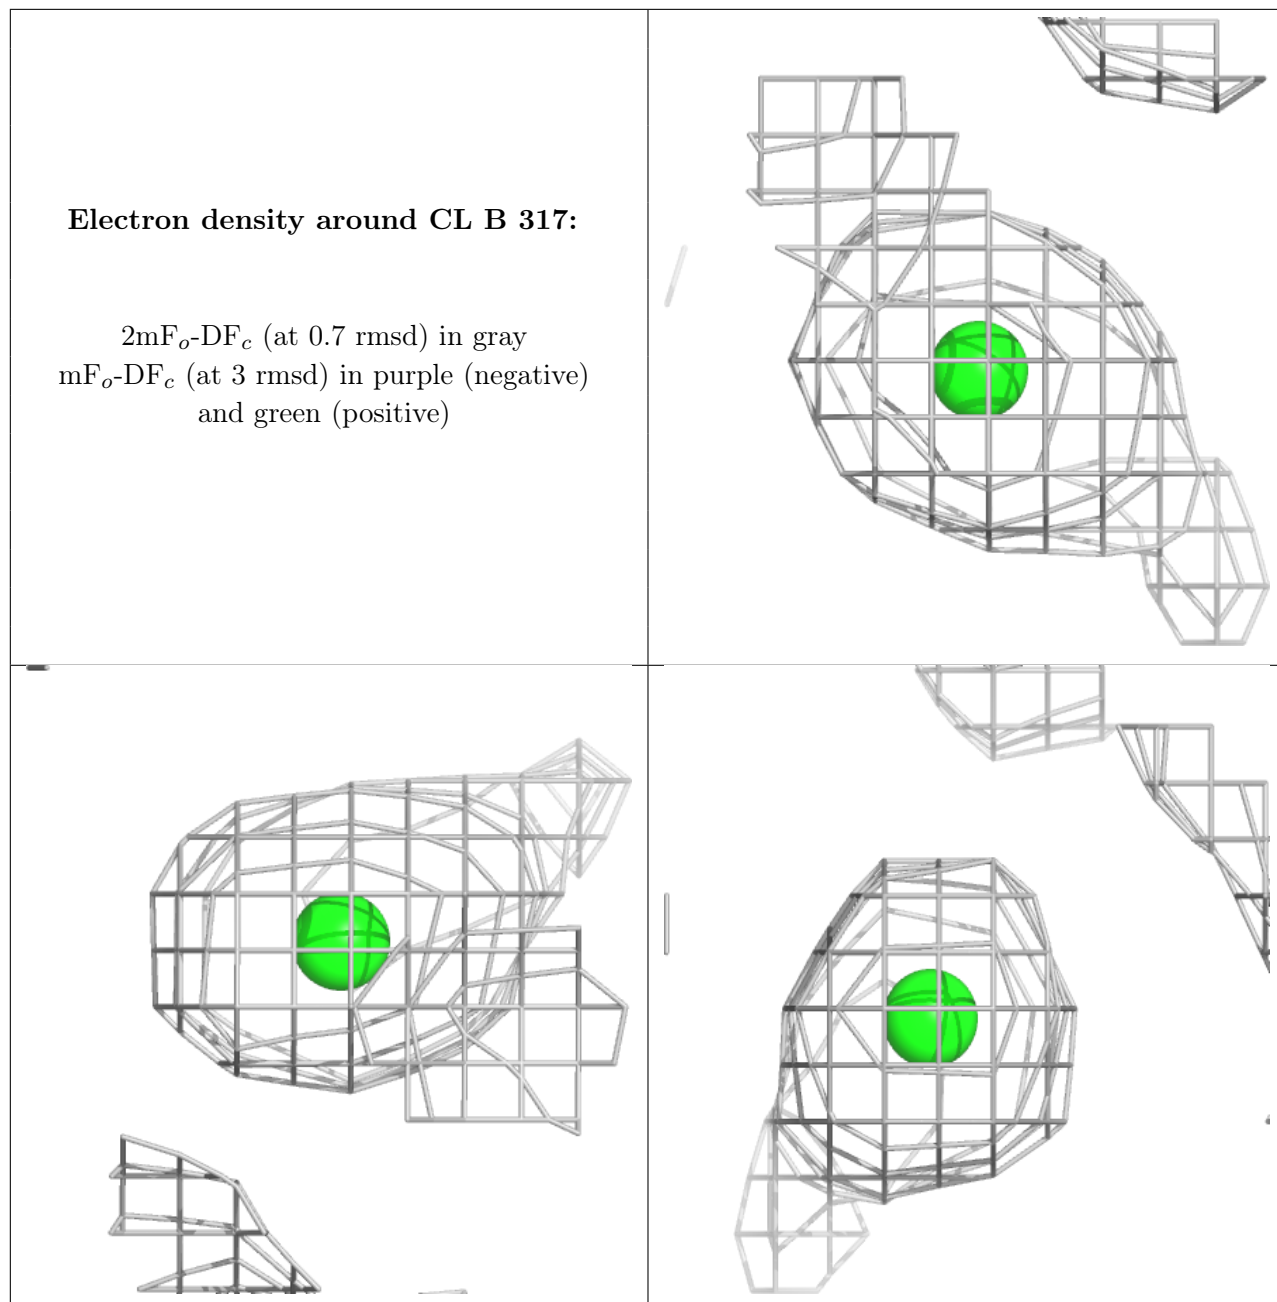 Electron density around CL B 317:
2mFo-DFc (at 0.7 rmsd) in gray
mFo-DFc (at 3 rmsd) in purple (negative)
and green (positive)